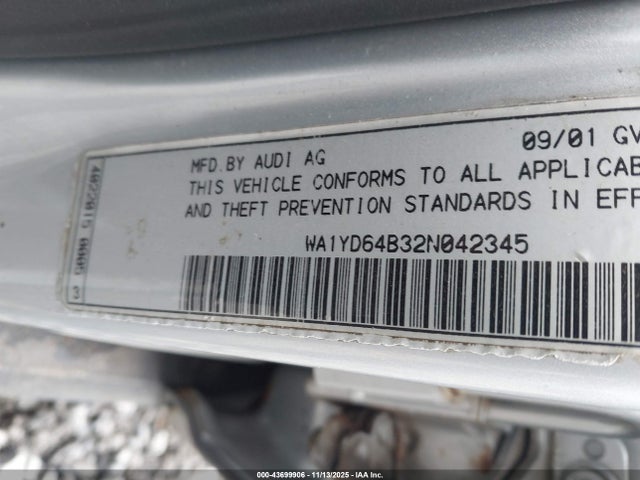 09/01 GV
MFD.BY AUDI AG
THIS VEHICLE CONFORMS TO ALL APPLICAB
AND THEFT PREVENTION STANDARDS IN EFF
WA1YD64B32N042345
00-43699906 - 11/13/2025 - IAA Inc.